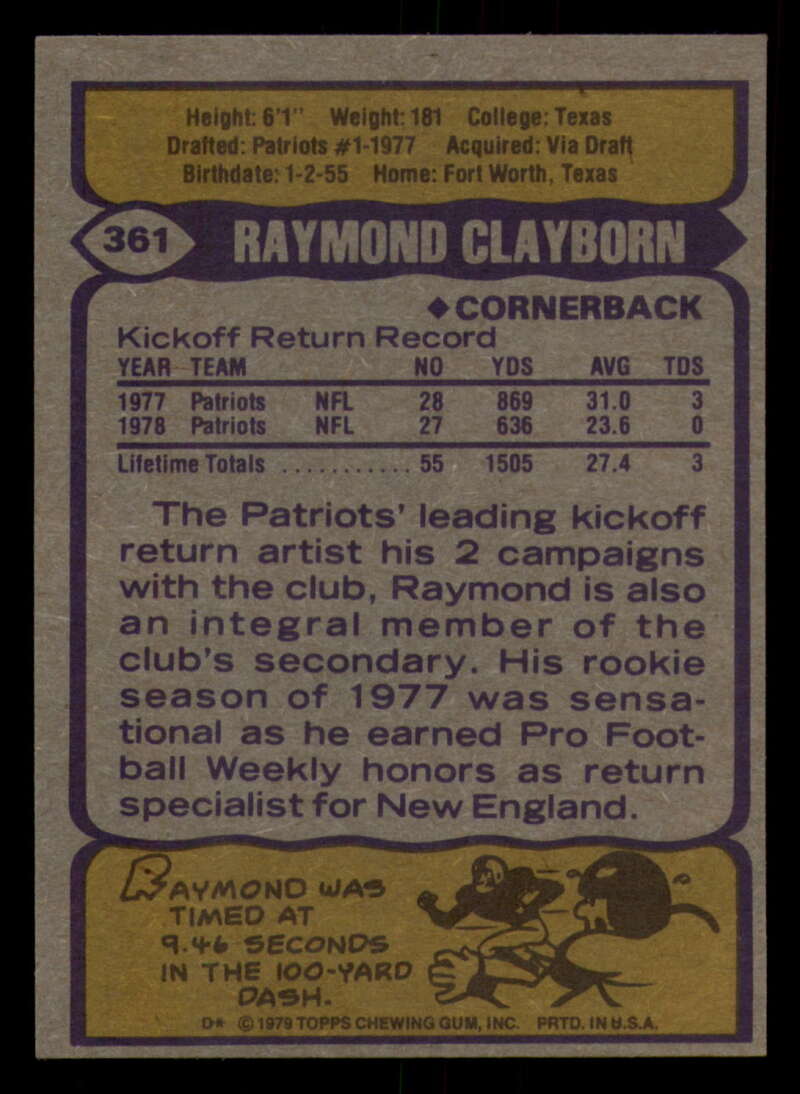 Height: 6'1" Weight: 181 College: Texas
Drafted: Patriots #1-1977 Acquired: Via Draft
Birthdate: 1-2-55 Home: Fort Worth, Texas
361 RAYMOND CLAYBORN
◆ CORNERBACK
Kickoff Return Record
YEAR TEAM NO YDS AVG TDS
1977 Patriots NFL 28 869 31.0 3
1978 Patriots NFL 27 636 23.6 0
Lifetime Totals ........... 55 1505 27.4 3
The Patriots' leading kickoff
return artist his 2 campaigns
with the club, Raymond is also
an integral member of the
club's secondary. His rookie
season of 1977 was sensa-
tional as he earned Pro Foot-
ball Weekly honors as return
specialist for New England.
RAYMOND WAS
TIMED AT
9.46 SECONDS
IN THE 100-YARD
DASH.
D* © 1979 TOPPS CHEWING GUM, INC. PRTD. IN U.S.A.